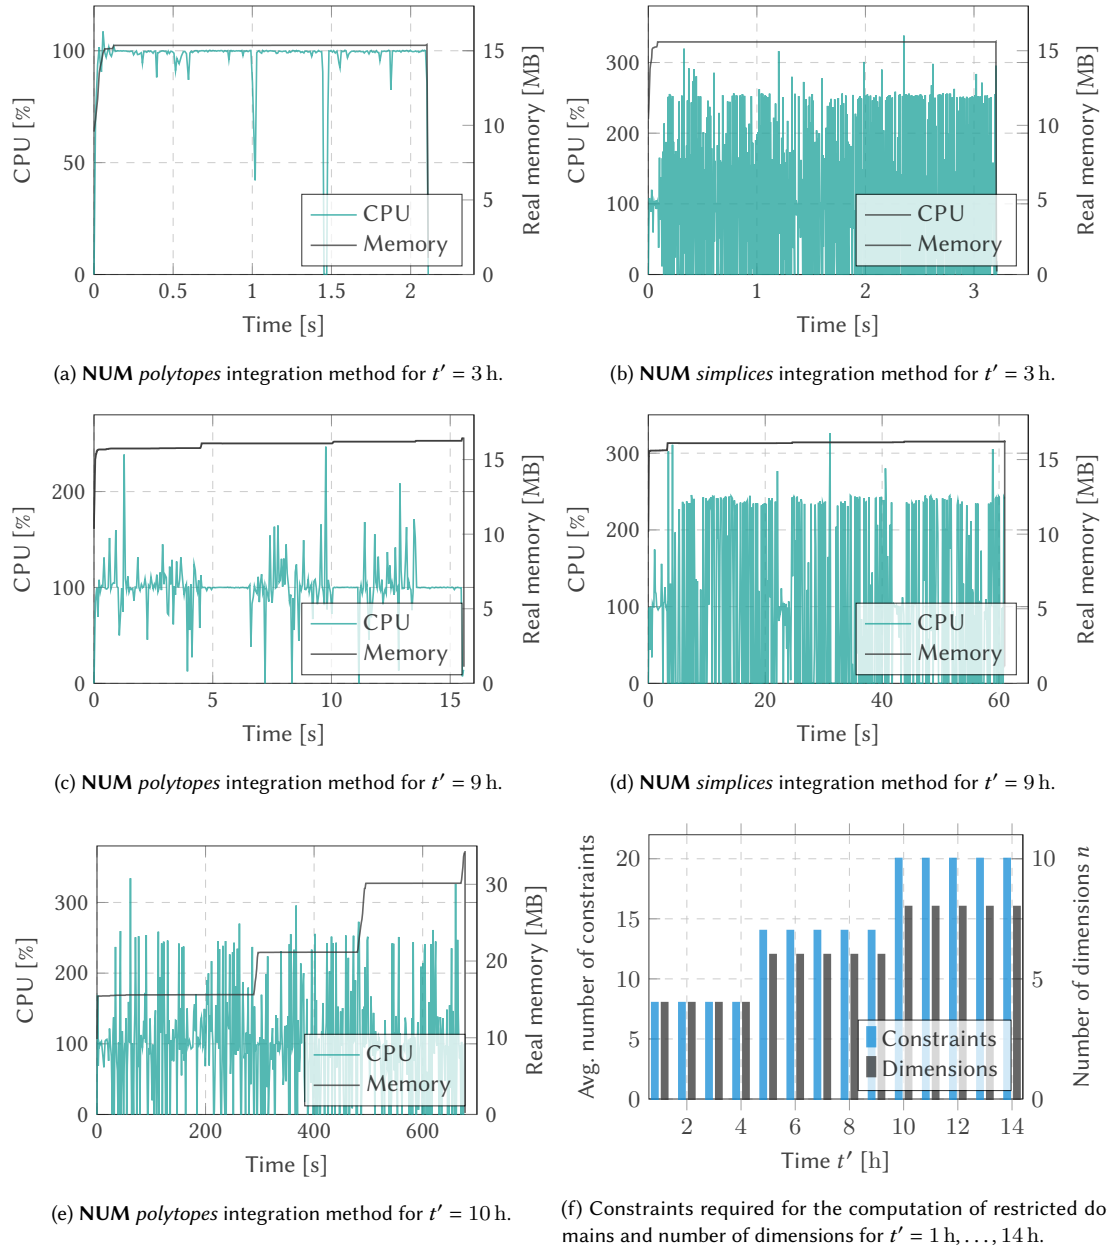 100
50
0
CPU [%]
15
10
5
0
Real memory [MB]
CPU
Memory
0
0.5
1
1.5
2
Time [s]
(a) NUM polytopes integration method for t′ = 3 h.
300
200
100
0
CPU [%]
15
10
5
0
Real memory [MB]
CPU
Memory
0
1
2
3
Time [s]
(b) NUM simplices integration method for t′ = 3 h.
200
100
0
CPU [%]
15
10
5
0
Real memory [MB]
CPU
Memory
0
5
10
15
Time [s]
(c) NUM polytopes integration method for t′ = 9 h.
300
200
100
0
CPU [%]
15
10
5
0
Real memory [MB]
CPU
Memory
0
20
40
60
Time [s]
(d) NUM simplices integration method for t′ = 9 h.
300
200
100
0
CPU [%]
30
20
10
0
Real memory [MB]
CPU
Memory
0
200
400
600
Time [s]
(e) NUM polytopes integration method for t′ = 10 h.
20
15
10
5
0
Avg. number of constraints
10
5
0
Number of dimensions n
Constraints
Dimensions
2
4
6
8
10
12
14
Time t′ [h]
(f) Constraints required for the computation of restricted do
mains and number of dimensions for t′ = 1 h, . . . , 14 h.